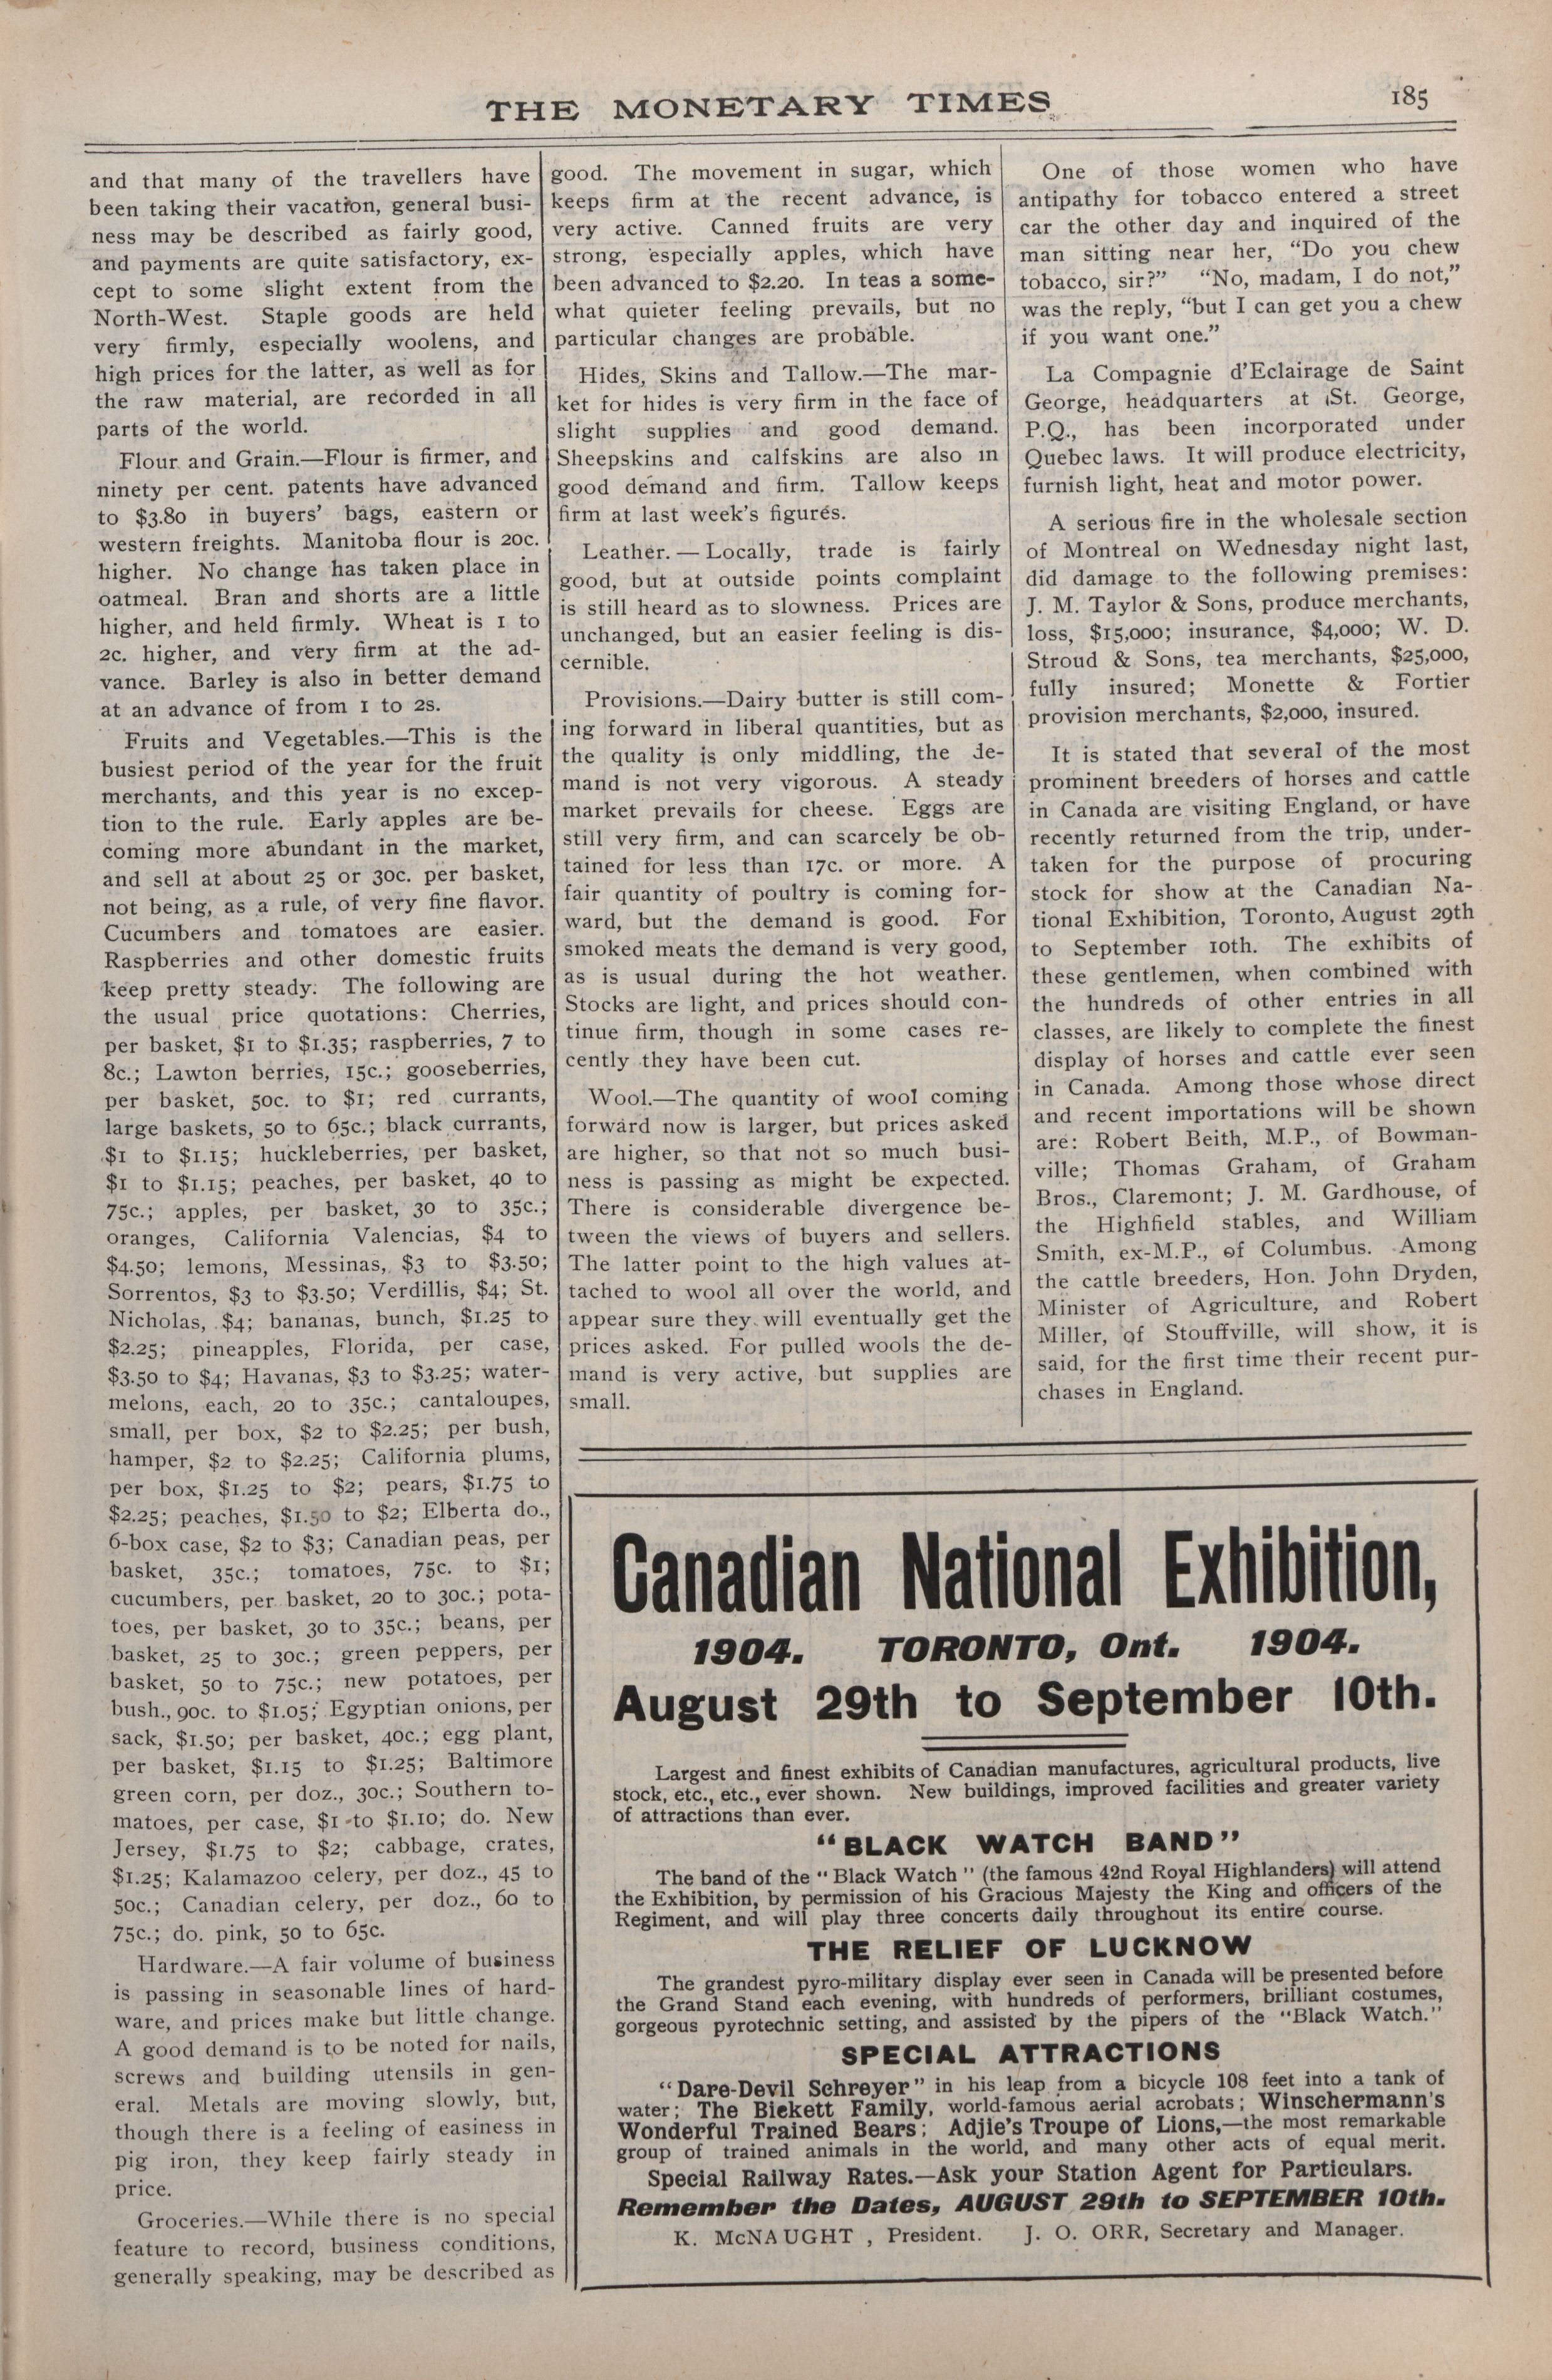 THE MONETARY TIMES
185
and that many of the travellers have
been taking their vacation, general busi-
ness may be described as fairly good,
and payments are quite satisfactory, ex-
cept to some slight extent from the
North-West. Staple goods are held
very firmly, especially woolens, and
high prices for the latter, as well as for
the raw material, are recorded in all
parts of the world.
Flour and Grain.—Flour is firmer, and
ninety per cent. patents have advanced
to $3.80 in buyers' bags, eastern or
western freights. Manitoba flour is 20c.
higher. No change has taken place in
oatmeal. Bran and shorts are a little
higher, and held firmly. Wheat is 1 to
2c. higher, and very firm at the ad-
vance. Barley is also in better demand
at an advance of from 1 to 2s.
Fruits and Vegetables.—This is the
busiest period of the year for the fruit
merchants, and this year is no excep-
tion to the rule. Early apples are be-
coming more abundant in the market,
and sell at about 25 or 30c. per basket,
not being, as a rule, of very fine flavor.
Cucumbers and tomatoes are easier.
Raspberries and other domestic fruits
keep pretty steady. The following are
the usual price quotations: Cherries,
per basket, $1 to $1.35; raspberries, 7 to
8c.; Lawton berries, 15c.; gooseberries,
per basket, 50c. to $1; red currants,
large baskets, 50 to 65c.; black currants,
$1 to $1.15; huckleberries, per basket,
$1 to $1.15; peaches, per basket, 40 to
75c.; apples, per basket, 30 to 35c.;
oranges, California Valencias, $4 to
$4.50; lemons, Messinas, $3 to $3.50;
Sorrentos, $3 to $3.50; Verdillis, $4; St.
Nicholas, $4; bananas, bunch, $1.25 to
$2.25; pineapples, Florida, per case,
$3.50 to $4; Havanas, $3 to $3.25; water-
melons, each, 20 to 35c.; cantaloupes,
small, per box, $2 to $2.25; per bush,
hamper, $2 to $2.25; California plums,
per box, $1.25 to $2; pears, $1.75 to
$2.25; peaches, $1.50 to $2; Elberta do.,
6-box case, $2 to $3; Canadian peas, per
basket, 35c.; tomatoes, 75c. to $1;
cucumbers, per basket, 20 to 30c.; pota-
toes, per basket, 30 to 35c.; beans, per
basket, 25 to 30c.; green peppers, per
basket, 50 to 75c.; new potatoes, per
bush., 90c. to $1.05; Egyptian onions, per
sack, $1.50; per basket, 40c.; egg plant,
per basket, $1.15 to $1.25; Baltimore
green corn, per doz., 30c.; Southern to-
matoes, per case, $1 to $1.10; do. New
Jersey, $1.75 to $2; cabbage, crates,
$1.25; Kalamazoo celery, per doz., 45 to
50c.; Canadian celery, per doz., 60 to
75c.; do. pink, 50 to 65c.
Hardware.—A fair volume of business
is passing in seasonable lines of hard-
ware, and prices make but little change.
A good demand is to be noted for nails,
screws and building utensils in gen-
eral. Metals are moving slowly, but,
though there is a feeling of easiness in
pig iron, they keep fairly steady in
price.
Groceries.—While there is no special
feature to record, business conditions,
generally speaking, may be described as
good. The movement in sugar, which
keeps firm at the recent advance, is
very active. Canned fruits are very
strong, especially apples, which have
been advanced to $2.20. In teas a some-
what quieter feeling prevails, but no
particular changes are probable.
Hides, Skins and Tallow.—The mar-
ket for hides is very firm in the face of
slight supplies and good demand.
Sheepskins and calfskins are also in
good demand and firm. Tallow keeps
firm at last week's figures.
Leather.—Locally, trade is fairly
good, but at outside points complaint
is still heard as to slowness. Prices are
unchanged, but an easier feeling is dis-
cernible.
Provisions.—Dairy butter is still com-
ing forward in liberal quantities, but as
the quality is only middling, the de-
mand is not very vigorous. A steady
market prevails for cheese. Eggs are
still very firm, and can scarcely be ob-
tained for less than 17c. or more. A
fair quantity of poultry is coming for-
ward, but the demand is good. For
smoked meats the demand is very good,
as is usual during the hot weather.
Stocks are light, and prices should con-
tinue firm, though in some cases re-
cently they have been cut.
Wool.—The quantity of wool coming
forward now is larger, but prices asked
are higher, so that not so much busi-
ness is passing as might be expected.
There is considerable divergence be-
tween the views of buyers and sellers.
The latter point to the high values at-
tached to wool all over the world, and
appear sure they will eventually get the
prices asked. For pulled wools the de-
mand is very active, but supplies are
small.
One of those women who have
antipathy for tobacco entered a street
car the other day and inquired of the
man sitting near her, "Do you chew
tobacco, sir?" "No, madam, I do not,"
was the reply, "but I can get you a chew
if you want one."
La Compagnie d'Eclairage de Saint
George, headquarters at St. George,
P.Q., has been incorporated under
Quebec laws. It will produce electricity,
furnish light, heat and motor power.
A serious fire in the wholesale section
of Montreal on Wednesday night last,
did damage to the following premises:
J. M. Taylor & Sons, produce merchants,
loss, $15,000; insurance, $4,000; W. D.
Stroud & Sons, tea merchants, $25,000,
fully insured; Monette & Fortier
provision merchants, $2,000, insured.
It is stated that several of the most
prominent breeders of horses and cattle
in Canada are visiting England, or have
recently returned from the trip, under-
taken for the purpose of procuring
stock for show at the Canadian Na-
tional Exhibition, Toronto, August 29th
to September 10th. The exhibits of
these gentlemen, when combined with
the hundreds of other entries in all
classes, are likely to complete the finest
display of horses and cattle ever seen
in Canada. Among those whose direct
and recent importations will be shown
are: Robert Beith, M.P., of Bowman-
ville; Thomas Graham, of Graham
Bros., Claremont; J. M. Gardhouse, of
the Highfield stables, and William
Smith, ex-M.P., of Columbus. Among
the cattle breeders, Hon. John Dryden,
Minister of Agriculture, and Robert
Miller, of Stouffville, will show, it is
said, for the first time their recent pur-
chases in England.
Canadian National Exhibition,
1904. TORONTO, Ont. 1904.
August 29th to September 10th.
Largest and finest exhibits of Canadian manufactures, agricultural products, live
stock, etc., etc., ever shown. New buildings, improved facilities and greater variety
of attractions than ever.
"BLACK WATCH BAND"
The band of the "Black Watch" (the famous 42nd Royal Highlanders) will attend
the Exhibition, by permission of his Gracious Majesty the King and officers of the
Regiment, and will play three concerts daily throughout its entire course.
THE RELIEF OF LUCKNOW
The grandest pyro-military display ever seen in Canada will be presented before
the Grand Stand each evening, with hundreds of performers, brilliant costumes,
gorgeous pyrotechnic setting, and assisted by the pipers of the "Black Watch."
SPECIAL ATTRACTIONS
"Dare-Devil Schreyer" in his leap from a bicycle 108 feet into a tank of
water; The Biekett Family, world-famous aerial acrobats; Winschermann's
Wonderful Trained Bears; Adjie's Troupe of Lions,—the most remarkable
group of trained animals in the world, and many other acts of equal merit.
Special Railway Rates.—Ask your Station Agent for Particulars.
Remember the Dates, AUGUST 29th to SEPTEMBER 10th.
K. McNAUGHT , President. J. O. ORR, Secretary and Manager.